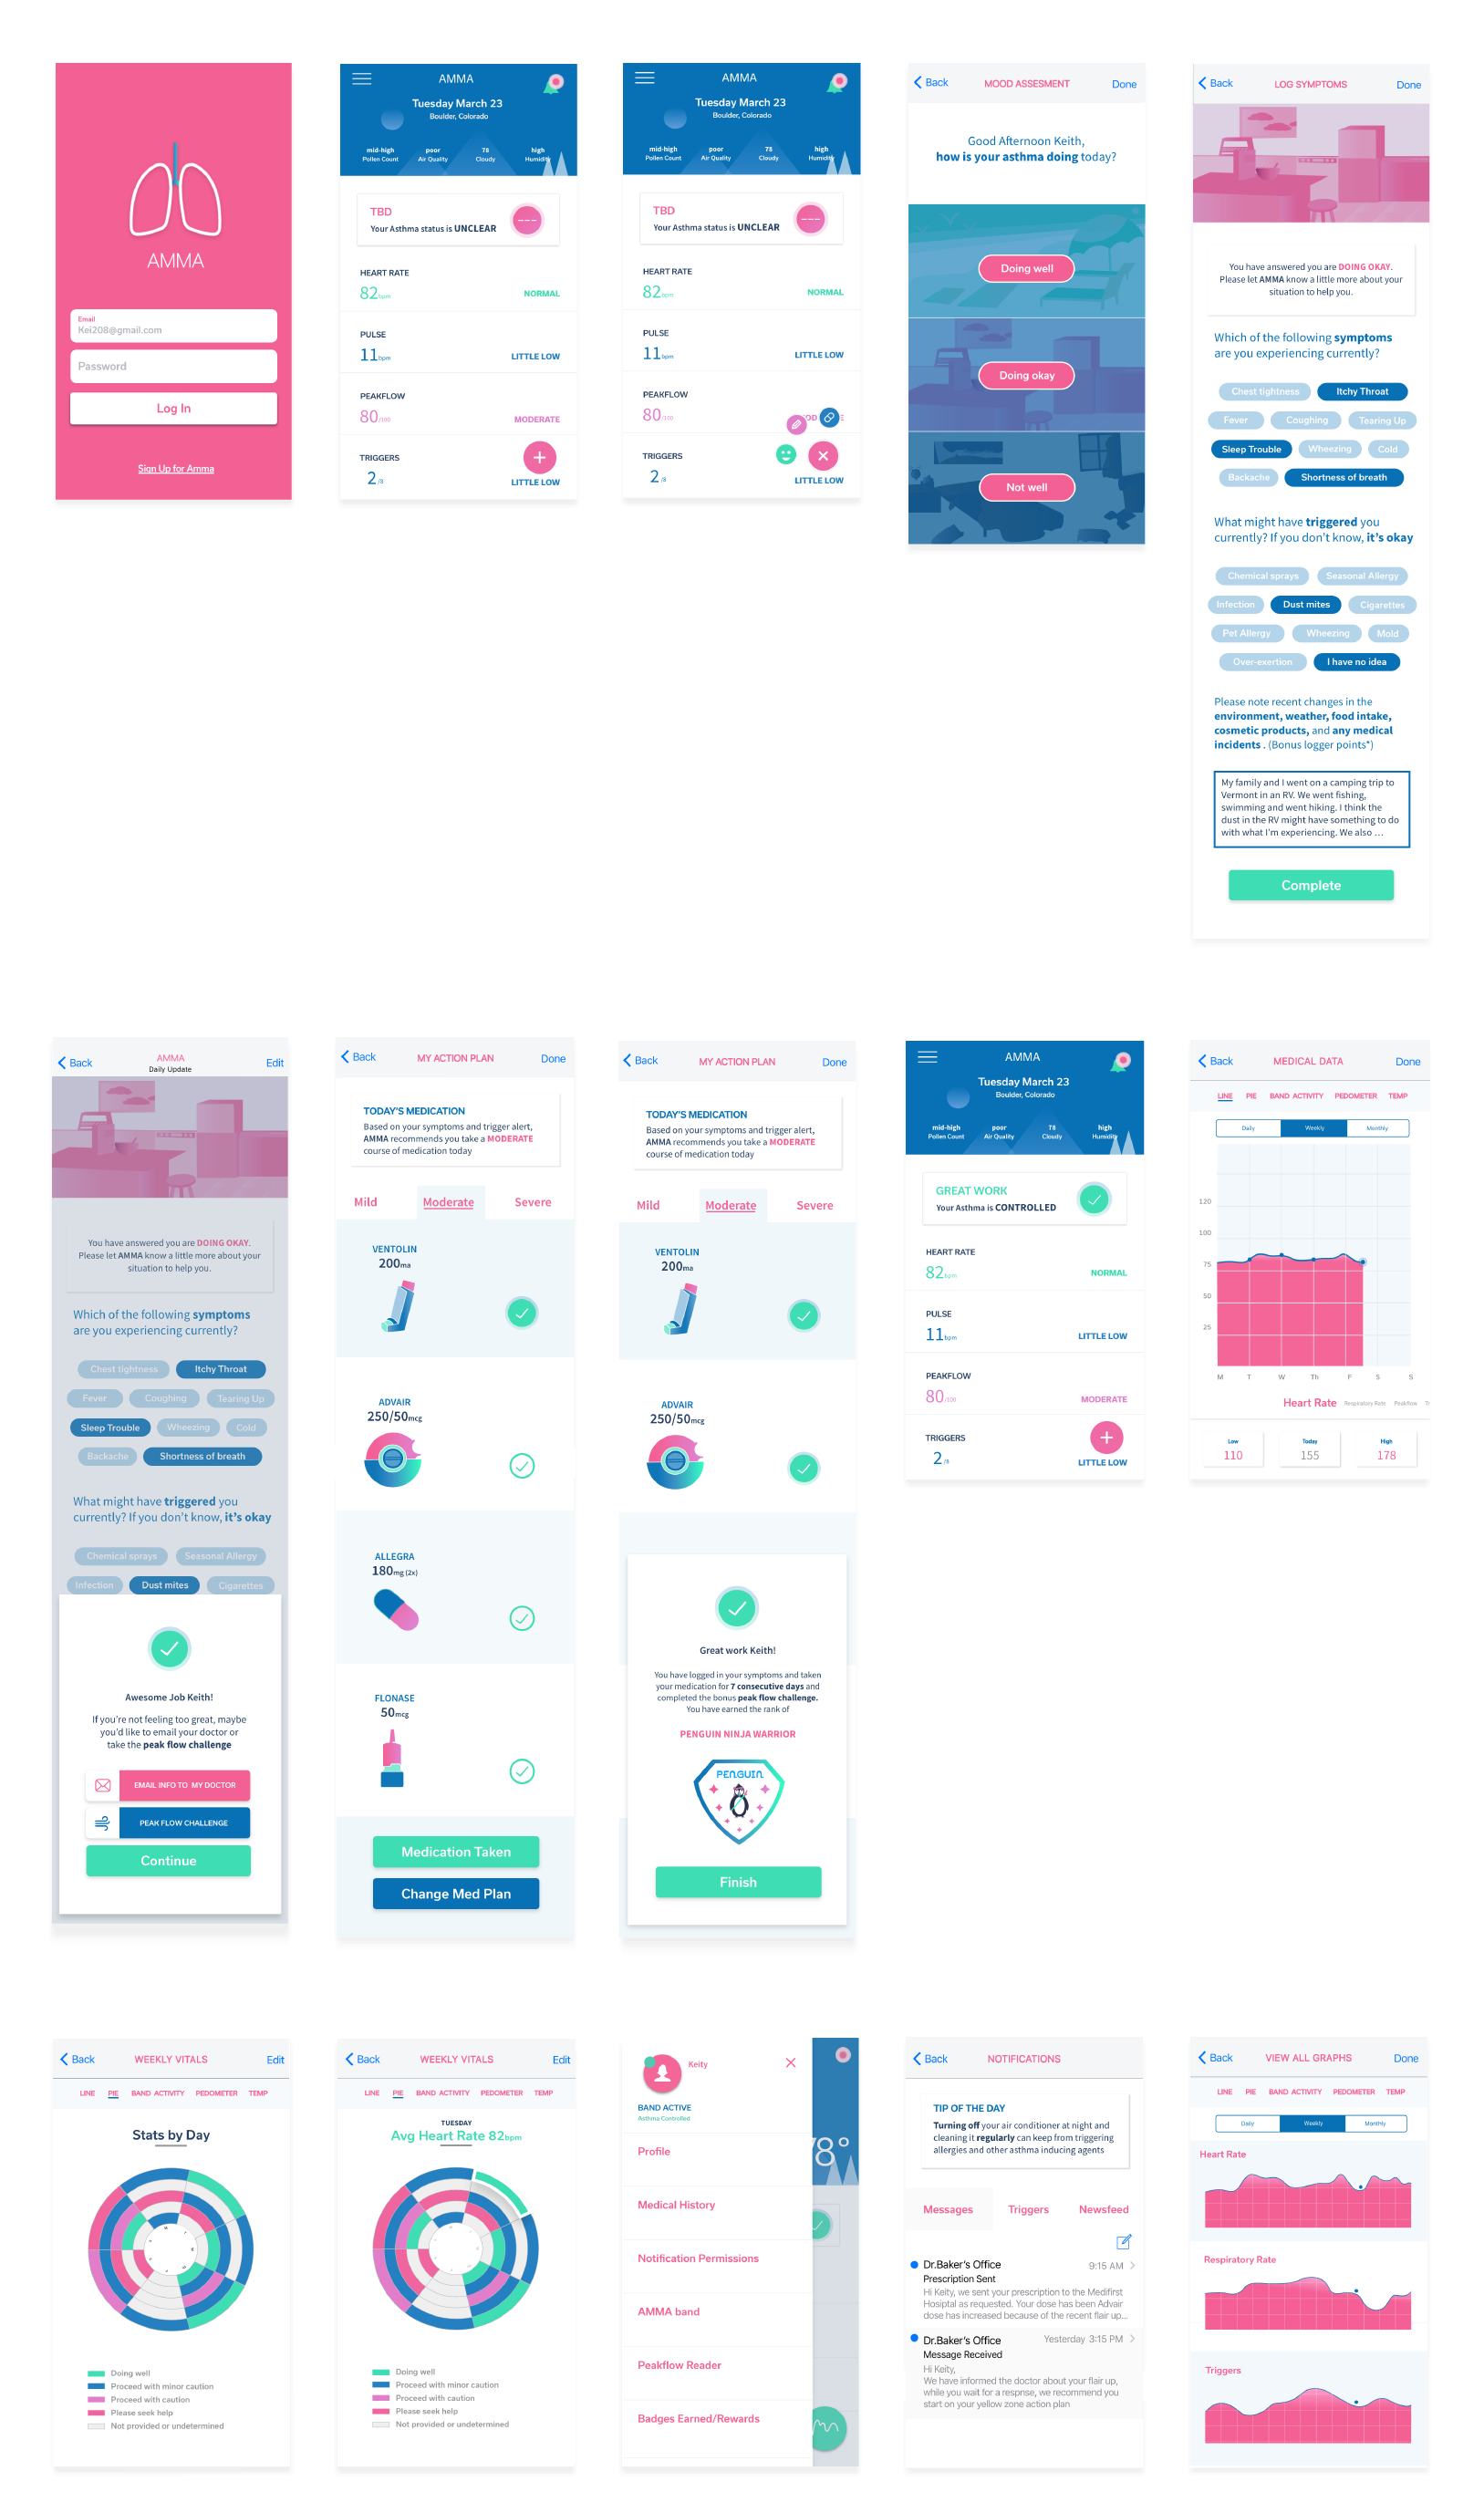 AMMA
Email
Kei208@gmail.com
Password
Log In
Sign Up for Amma
AMMA
Tuesday March 23
Boulder, Colorado
mid-high poor 78 high
Pollen Count Air Quality Cloudy Humidity
TBD
Your Asthma status is UNCLEAR
HEART RATE
82bpm NORMAL
PULSE
11bpm LITTLE LOW
PEAKFLOW
80/100 MODERATE
TRIGGERS
2/8 LITTLE LOW
AMMA
Tuesday March 23
Boulder, Colorado
mid-high poor 78 high
Pollen Count Air Quality Cloudy Humidity
TBD
Your Asthma status is UNCLEAR
HEART RATE
82bpm NORMAL
PULSE
11bpm LITTLE LOW
PEAKFLOW
80/100
TRIGGERS
2/8 LITTLE LOW
Back MOOD ASSESMENT Done
Good Afternoon Keith,
how is your asthma doing today?
Doing well
Doing okay
Not well
Back LOG SYMPTOMS Done
You have answered you are DOING OKAY.
Please let AMMA know a little more about your
situation to help you.
Which of the following symptoms
are you experiencing currently?
Chest tightness Itchy Throat
Fever Coughing Tearing Up
Sleep Trouble Wheezing Cold
Backache Shortness of breath
What might have triggered you
currently? If you don't know, it's okay
Chemical sprays Seasonal Allergy
Infection Dust mites Cigarettes
Pet Allergy Wheezing Mold
Over-exertion I have no idea
Please note recent changes in the
environment, weather, food intake,
cosmetic products, and any medical
incidents . (Bonus logger points*)
My family and I went on a camping trip to
Vermont in an RV. We went fishing,
swimming and went hiking. I think the
dust in the RV might have something to do
with what I'm experiencing. We also ...
Complete
Back AMMA Edit
Daily Update
You have answered you are DOING OKAY.
Please let AMMA know a little more about your
situation to help you.
Which of the following symptoms
are you experiencing currently?
Chest tightness Itchy Throat
Fever Coughing Tearing Up
Sleep Trouble Wheezing Cold
Backache Shortness of breath
What might have triggered you
currently? If you don't know, it's okay
Chemical sprays Seasonal Allergy
Infection Dust mites Cigarettes
Awesome Job Keith!
If you're not feeling too great, maybe
you'd like to email your doctor or
take the peak flow challenge
EMAIL INFO TO MY DOCTOR
PEAK FLOW CHALLENGE
Continue
Back MY ACTION PLAN Done
TODAY'S MEDICATION
Based on your symptoms and trigger alert,
AMMA recommends you take a MODERATE
course of medication today
Mild Moderate Severe
VENTOLIN
200ma
ADVAIR
250/50mcg
ALLEGRA
180mg (2x)
FLONASE
50mcg
Medication Taken
Change Med Plan
Back MY ACTION PLAN Done
TODAY'S MEDICATION
Based on your symptoms and trigger alert,
AMMA recommends you take a MODERATE
course of medication today
Mild Moderate Severe
VENTOLIN
200ma
ADVAIR
250/50mcg
Great work Keith!
You have logged in your symptoms and taken
your medication for 7 consecutive days and
completed the bonus peak flow challenge.
You have earned the rank of
PENGUIN NINJA WARRIOR
PENGUIN
Finish
AMMA
Tuesday March 23
Boulder, Colorado
mid-high poor 78 high
Pollen Count Air Quality Cloudy Humidity
GREAT WORK
Your Asthma is CONTROLLED
HEART RATE
82bpm NORMAL
PULSE
11bpm LITTLE LOW
PEAKFLOW
80/100 MODERATE
TRIGGERS
2/8 LITTLE LOW
Back MEDICAL DATA Done
LINE PIE BAND ACTIVITY PEDOMETER TEMP
Daily Weekly Monthly
120
100
75
50
25
M T W Th F S S
Heart Rate Respiratory Rate Peakflow
Low Today High
110 155 178
Back WEEKLY VITALS Edit
LINE PIE BAND ACTIVITY PEDOMETER TEMP
Stats by Day
Doing well
Proceed with minor caution
Proceed with caution
Please seek help
Not provided or undetermined
Back WEEKLY VITALS Edit
LINE PIE BAND ACTIVITY PEDOMETER TEMP
TUESDAY
Avg Heart Rate 82bpm
Doing well
Proceed with minor caution
Proceed with caution
Please seek help
Not provided or undetermined
Keity
BAND ACTIVE
Asthma Controlled
Profile
Medical History
Notification Permissions
AMMA band
Peakflow Reader
Badges Earned/Rewards
8°
Back NOTIFICATIONS
TIP OF THE DAY
Turning off your air conditioner at night and
cleaning it regularly can keep from triggering
allergies and other asthma inducing agents
Messages Triggers Newsfeed
Dr.Baker's Office 9:15 AM
Prescription Sent
Hi Keity, we sent your prescription to the Medifirst
Hosiptal as requested. Your dose has been Advair
dose has increased because of the recent flair up...
Dr.Baker's Office Yesterday 3:15 PM
Message Received
Hi Keity,
We have informed the doctor about your flair up,
while you wait for a respnse, we recommend you
start on your yellow zone action plan
Back VIEW ALL GRAPHS Done
LINE PIE BAND ACTIVITY PEDOMETER TEMP
Daily Weekly Monthly
Heart Rate
Respiratory Rate
Triggers